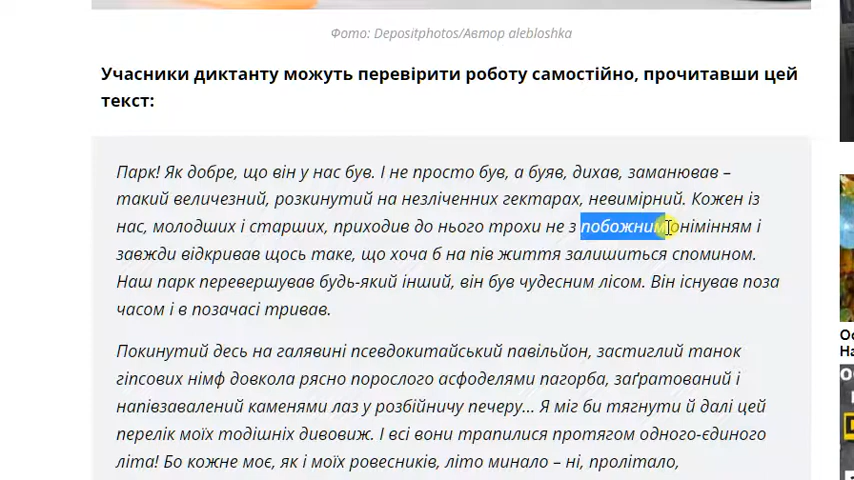 Фото: Depositphotos/Автор alebloshka
Учасники диктанту можуть перевірити роботу самостійно, прочитавши цей
текст:
Парк! Як добре, що він у нас був. І не просто був, а буяв, дихав, заманював –
такий величезний, розкинутий на незліченних гектарах, невимірний. Кожен із
нас, молодших і старших, приходив до нього трохи не з побожним онімінням і
завжди відкривав щось таке, що хоча б на пів життя залишиться спомином.
Наш парк перевершував будь-який інший, він був чудесним лісом. Він існував поза
часом і в позачасі тривав.
Покинутий десь на галявині псевдокитайський павільйон, застиглий танок
гіпсових німф довкола рясно порослого асфоделями пагорба, заґратований і
напівзавалений каменями лаз у розбійничу печеру... Я міг би тягнути й далі цей
перелік моїх тодішніх дивовиж. І всі вони трапилися протягом одного-єдиного
літа! Бо кожне моє, як і моїх ровесників, літо минало – ні, пролітало,
Ос
На